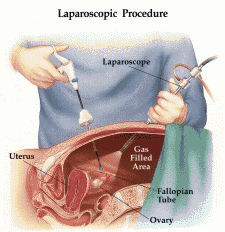 Laparoscopic Procedure
Laparoscope
Gas
Filled
Area
Uterus
Fallopian
Tube
Ovary